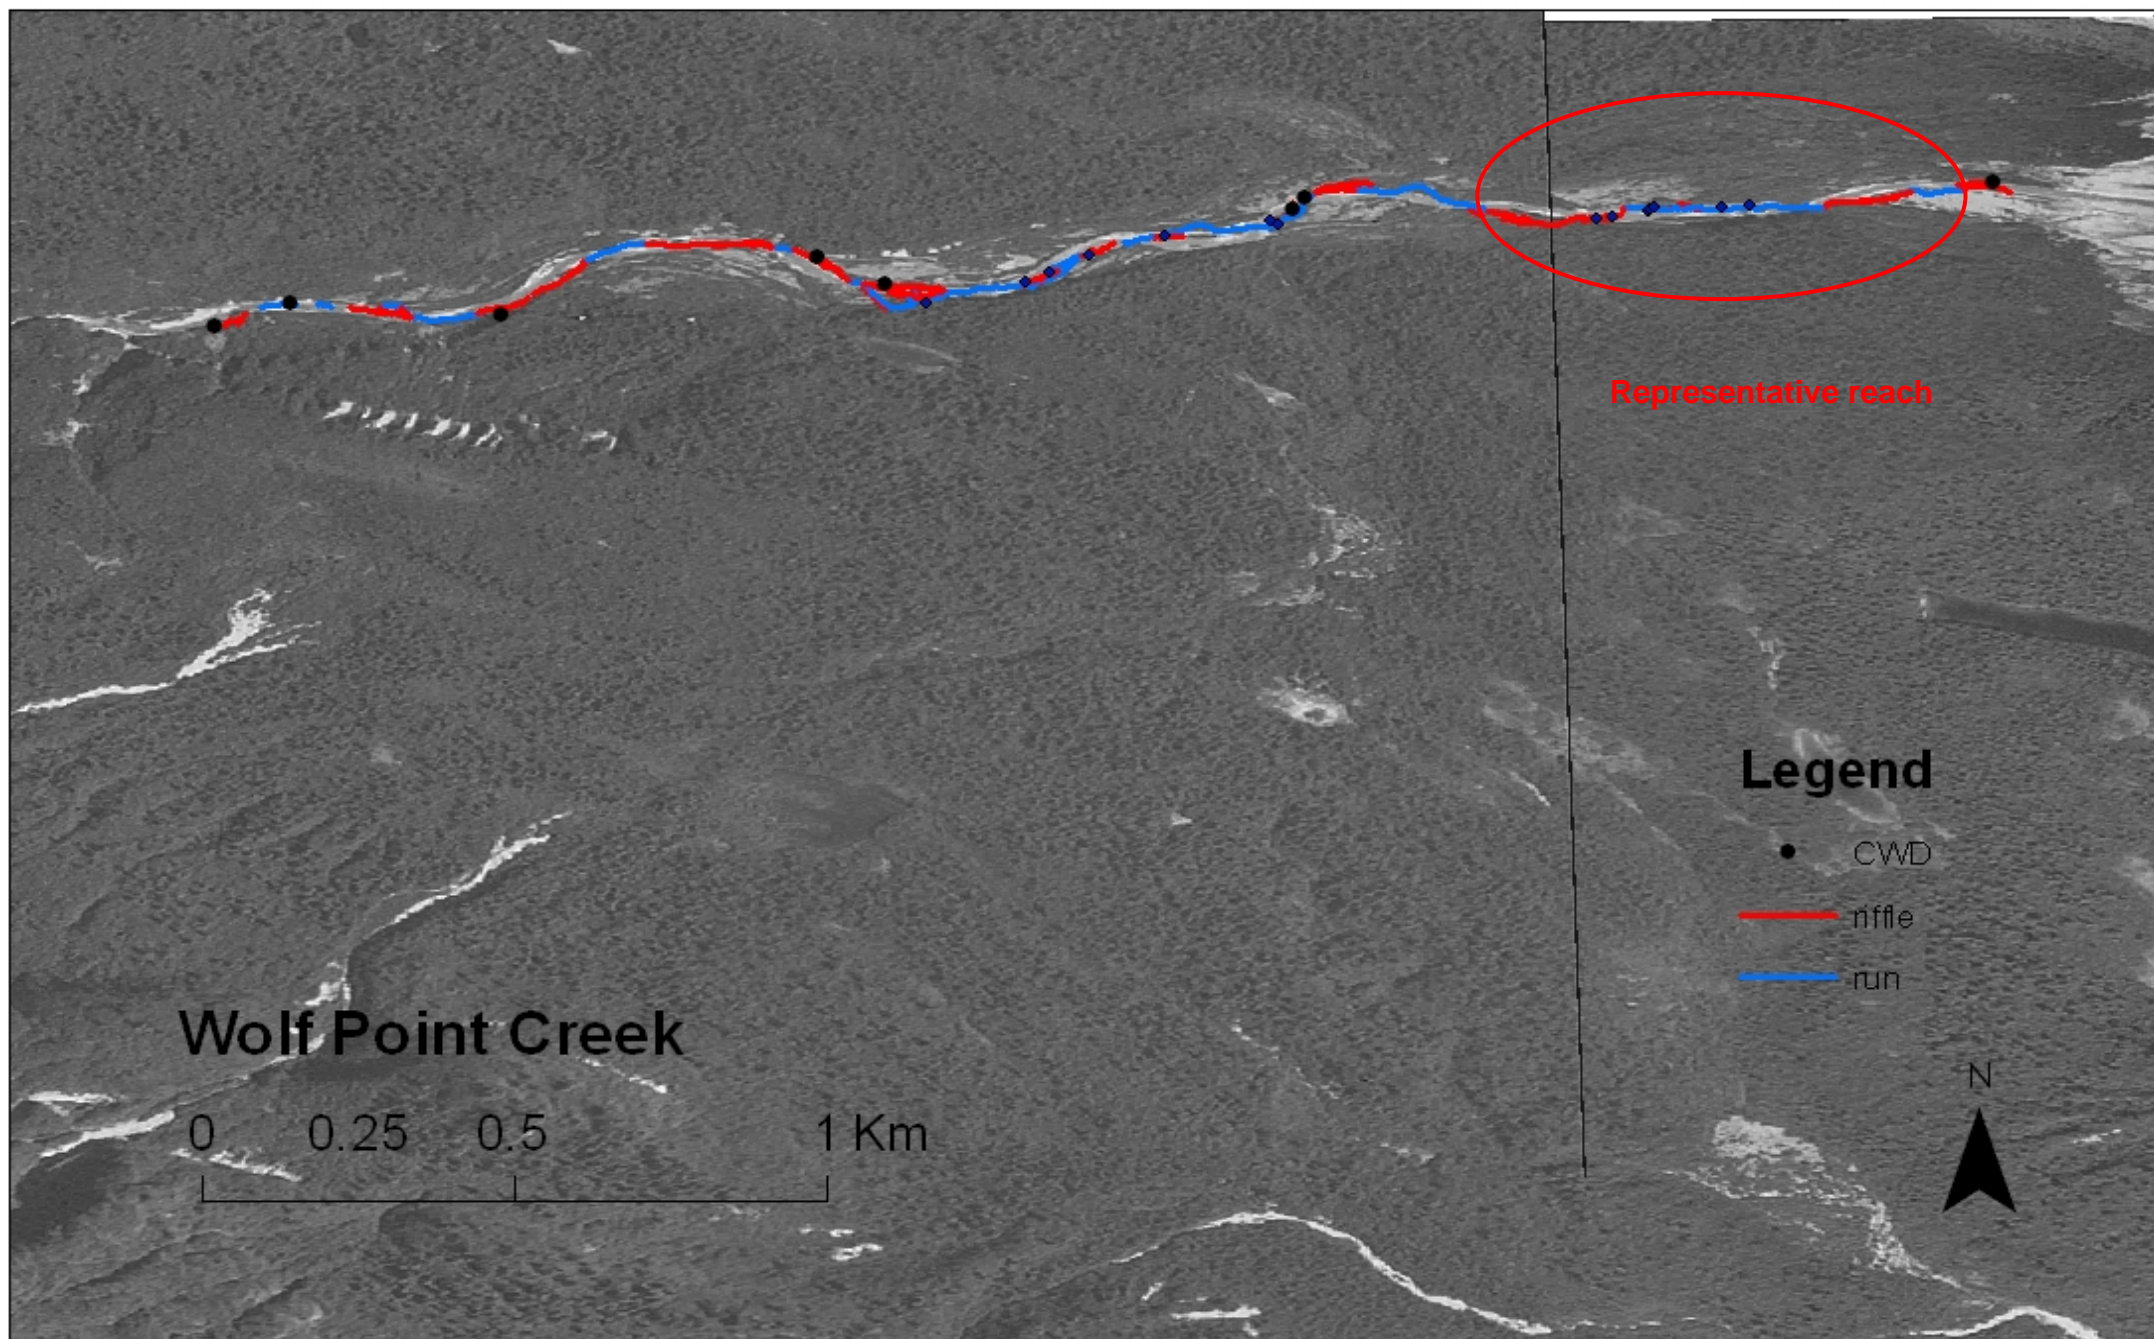 Representative reach
Legend
CWD
riffle
run
Wolf Point Creek
N
0 0.25 0.5 1 Km